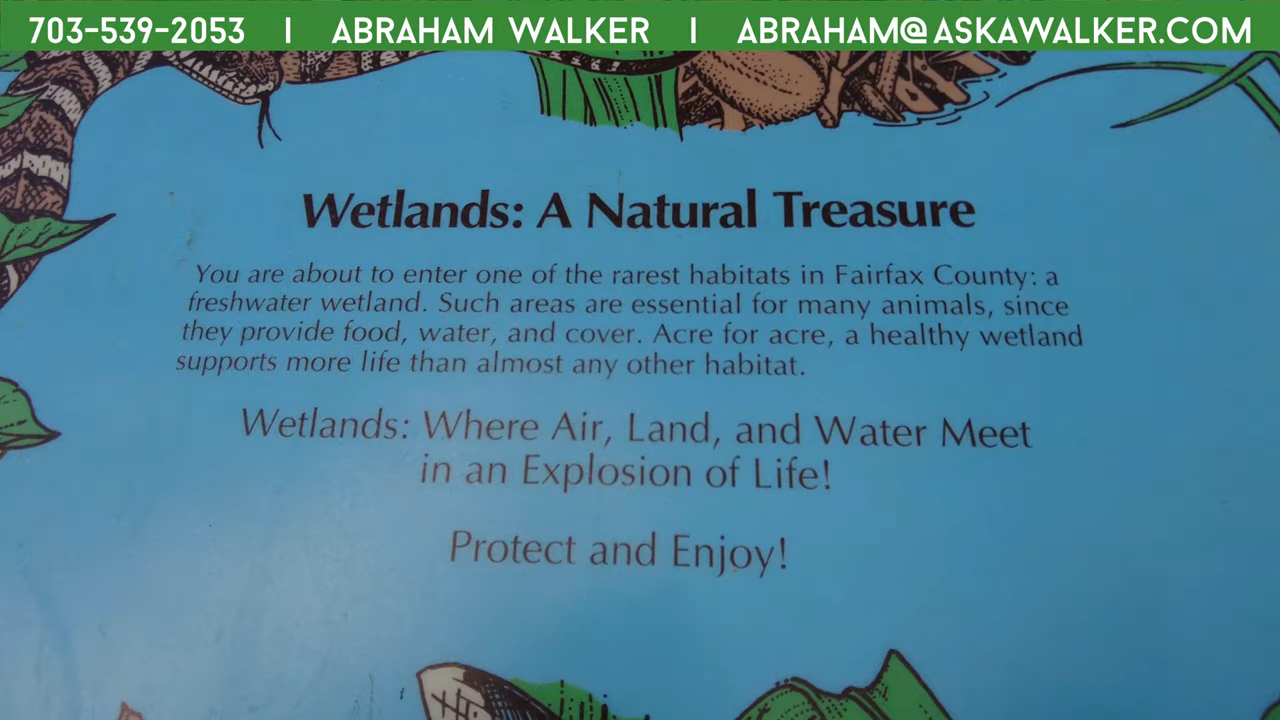 703-539-2053 | ABRAHAM WALKER | ABRAHAM@ASKAWALKER.COM
Wetlands: A Natural Treasure
You are about to enter one of the rarest habitats in Fairfax County: a
freshwater wetland. Such areas are essential for many animals, since
they provide food, water, and cover. Acre for acre, a healthy wetland
supports more life than almost any other habitat.
Wetlands: Where Air, Land, and Water Meet
in an Explosion of Life!
Protect and Enjoy!